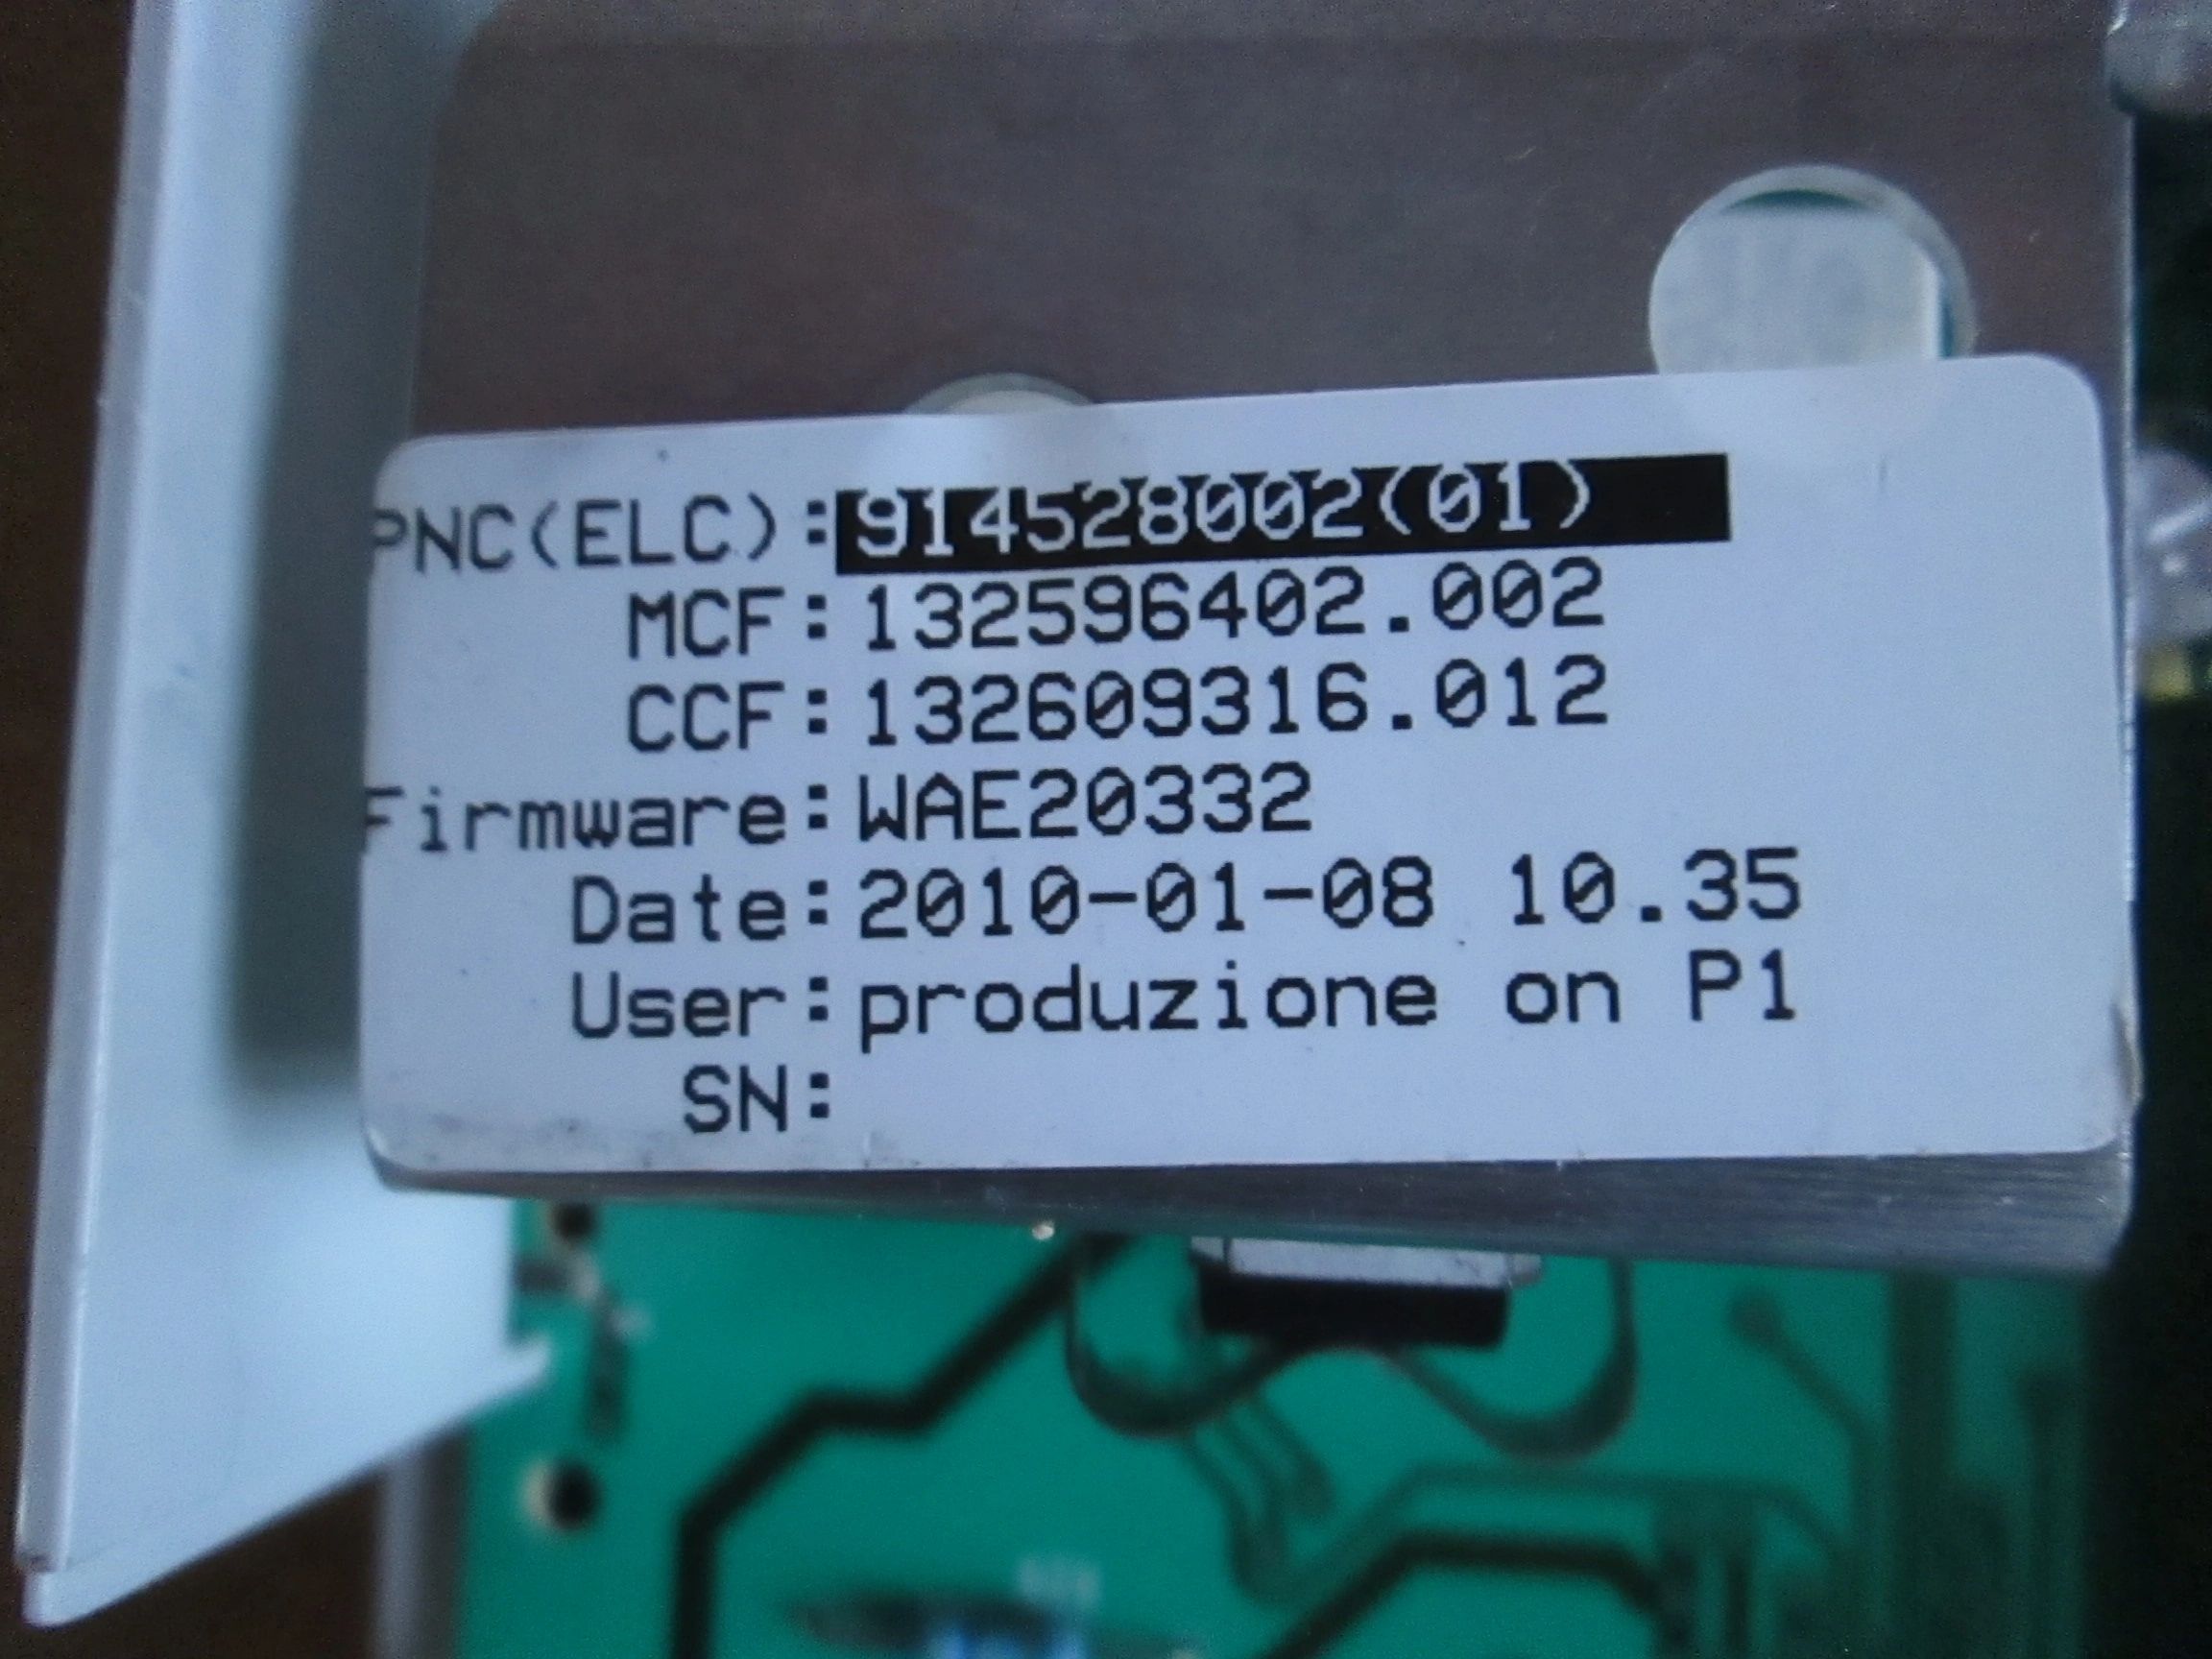 PNC(ELC):914528002(01)
MCF:132596402.002
CCF:132609316.012
Firmware:WAE20332
Date:2010-01-08 10.35
User:produzione on P1
SN: